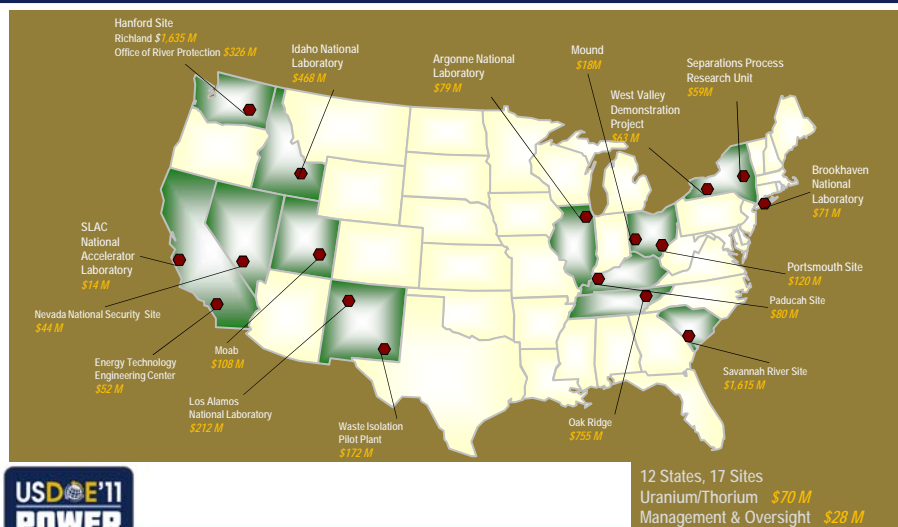 Hanford Site
Richland $1,635 M
Office of River Protection $326 M
Idaho National
Laboratory
$468 M
Argonne National
Laboratory
$79 M
Mound
$18M
Separations Process
Research Unit
$59M
West Valley
Demonstration
Project
$63 M
Brookhaven
National
Laboratory
$71 M
SLAC
National
Accelerator
Laboratory
$14 M
Portsmouth Site
$120 M
Paducah Site
$80 M
Nevada National Security Site
$44 M
Energy Technology
Engineering Center
$52 M
Moab
$108 M
Savannah River Site
$1,615 M
Los Alamos
National Laboratory
$212 M
Waste Isolation
Pilot Plant
$172 M
Oak Ridge
$755 M
12 States, 17 Sites
Uranium/Thorium $70 M
Management & Oversight $28 M
USDOE'11
POWER